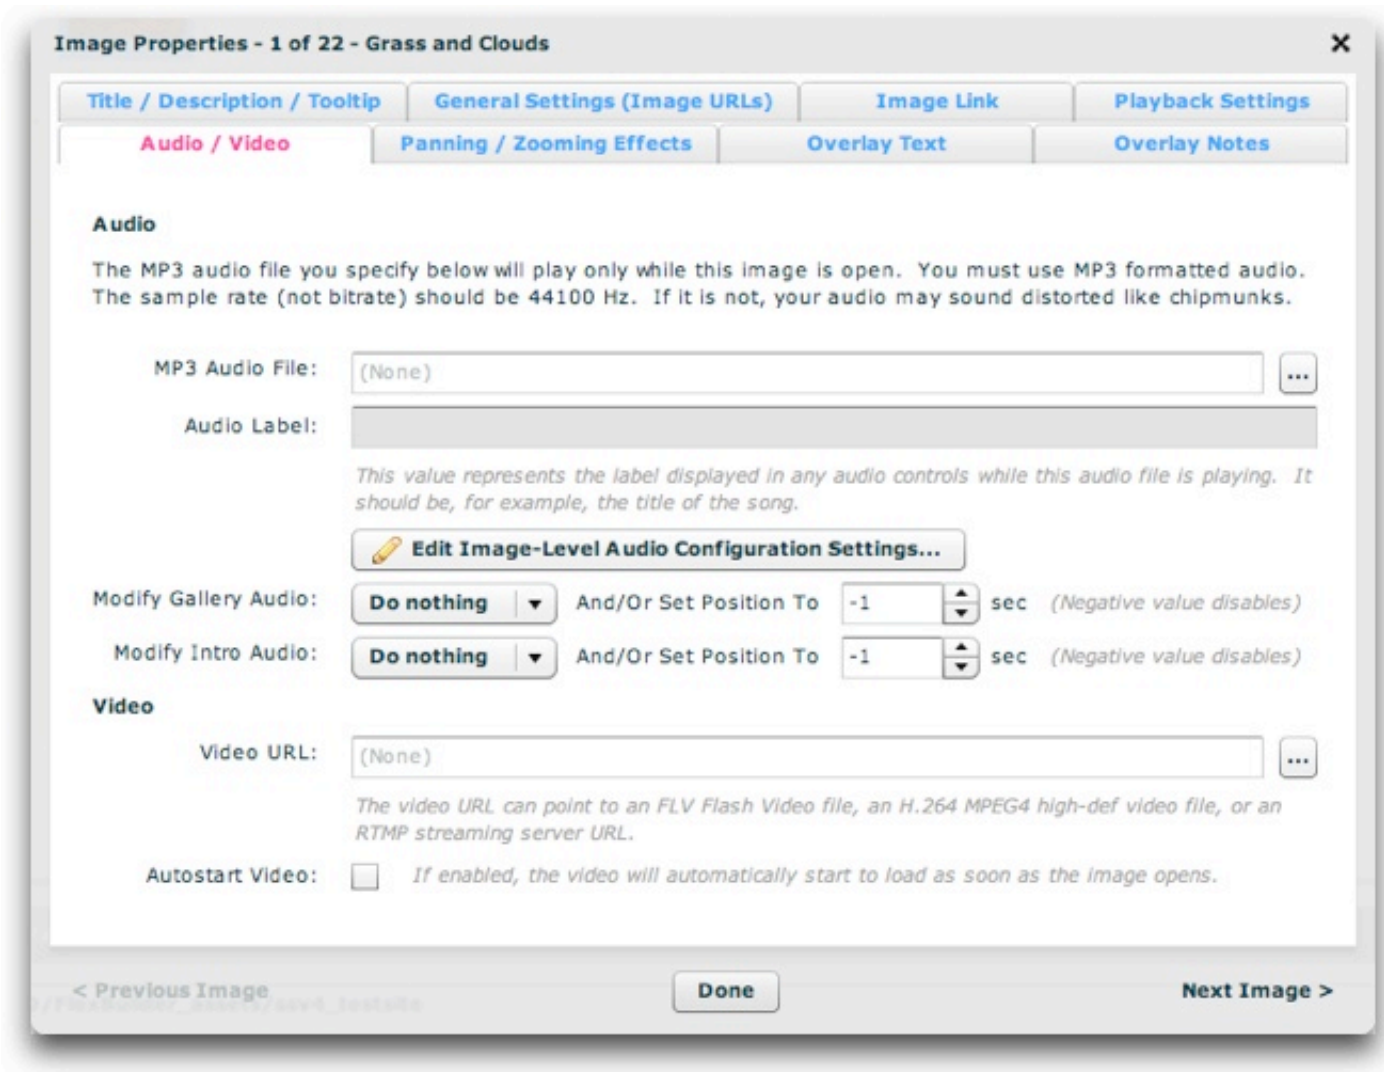 Image Properties - 1 of 22 - Grass and Clouds
Title / Description / Tooltip
General Settings (Image URLs)
Image Link
Playback Settings
Audio / Video
Panning / Zooming Effects
Overlay Text
Overlay Notes
Audio
The MP3 audio file you specify below will play only while this image is open. You must use MP3 formatted audio.
The sample rate (not bitrate) should be 44100 Hz. If it is not, your audio may sound distorted like chipmunks.
MP3 Audio File:
(None)
...
Audio Label:
This value represents the label displayed in any audio controls while this audio file is playing. It
should be, for example, the title of the song.
Edit Image-Level Audio Configuration Settings...
Modify Gallery Audio:
Do nothing
And/Or Set Position To
-1
sec
(Negative value disables)
Modify Intro Audio:
Do nothing
And/Or Set Position To
-1
sec
(Negative value disables)
Video
Video URL:
(None)
...
The video URL can point to an FLV Flash Video file, an H.264 MPEG4 high-def video file, or an
RTMP streaming server URL.
Autostart Video:
If enabled, the video will automatically start to load as soon as the image opens.
< Previous Image
Done
Next Image >